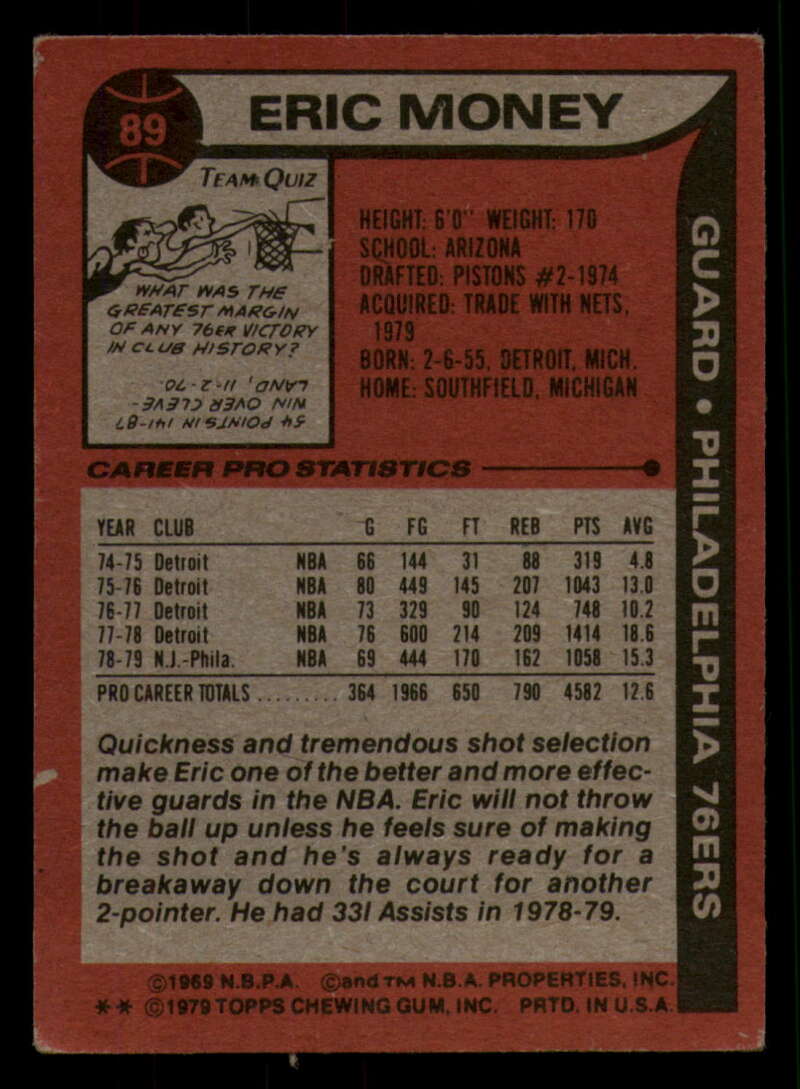 89
ERIC MONEY
TEAM QUIZ
WHAT WAS THE
GREATEST MARGIN
OF ANY 76ER VICTORY
IN CLUB HISTORY?
54 POINTS IN 141-87
WIN OVER CLEVE-
LAND, 11-2-70.
HEIGHT: 6'0" WEIGHT: 170
SCHOOL: ARIZONA
DRAFTED: PISTONS #2-1974
ACQUIRED: TRADE WITH NETS,
1979
BORN: 2-6-55, DETROIT, MICH.
HOME: SOUTHFIELD, MICHIGAN
GUARD • PHILADELPHIA 76ERS
CAREER PRO STATISTICS
YEAR CLUB G FG FT REB PTS AVG
74-75 Detroit NBA 66 144 31 88 319 4.8
75-76 Detroit NBA 80 449 145 207 1043 13.0
76-77 Detroit NBA 73 329 90 124 748 10.2
77-78 Detroit NBA 76 600 214 209 1414 18.6
78-79 N.J.-Phila. NBA 69 444 170 162 1058 15.3
PRO CAREER TOTALS ......... 364 1966 650 790 4582 12.6
Quickness and tremendous shot selection
make Eric one of the better and more effec-
tive guards in the NBA. Eric will not throw
the ball up unless he feels sure of making
the shot and he's always ready for a
breakaway down the court for another
2-pointer. He had 331 Assists in 1978-79.
©1969 N.B.P.A. ©and TM N.B.A. PROPERTIES, INC.
** ©1979 TOPPS CHEWING GUM, INC. PRTD. IN U.S.A.